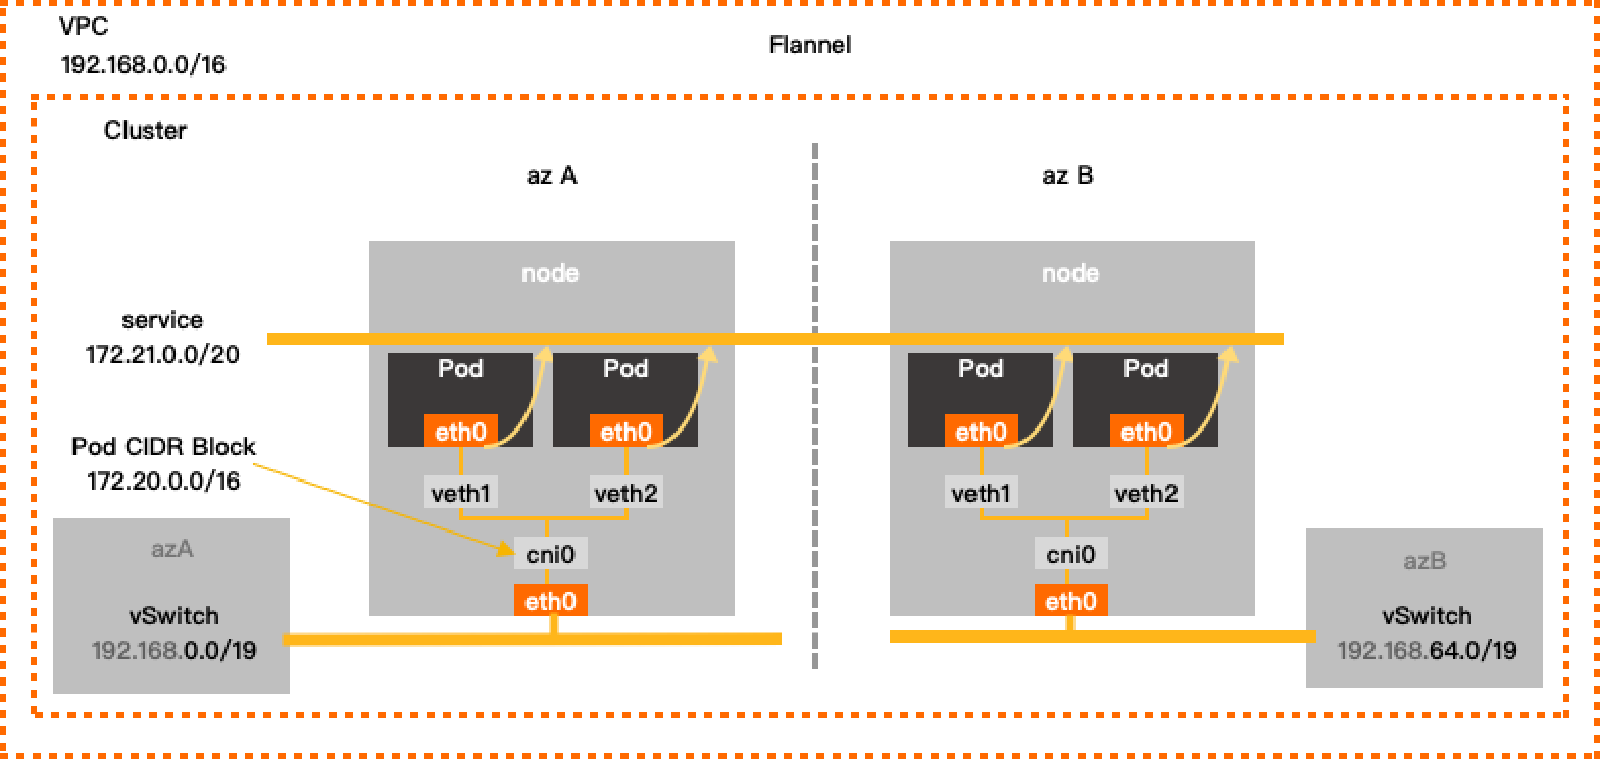 VPC
192.168.0.0/16
Flannel
Cluster
az A
az B
node
node
service
172.21.0.0/20
Pod
Pod
Pod
Pod
eth0
eth0
eth0
eth0
Pod CIDR Block
172.20.0.0/16
veth1
veth2
veth1
veth2
cni0
cni0
eth0
eth0
azA
vSwitch
192.168.0.0/19
azB
vSwitch
192.168.64.0/19